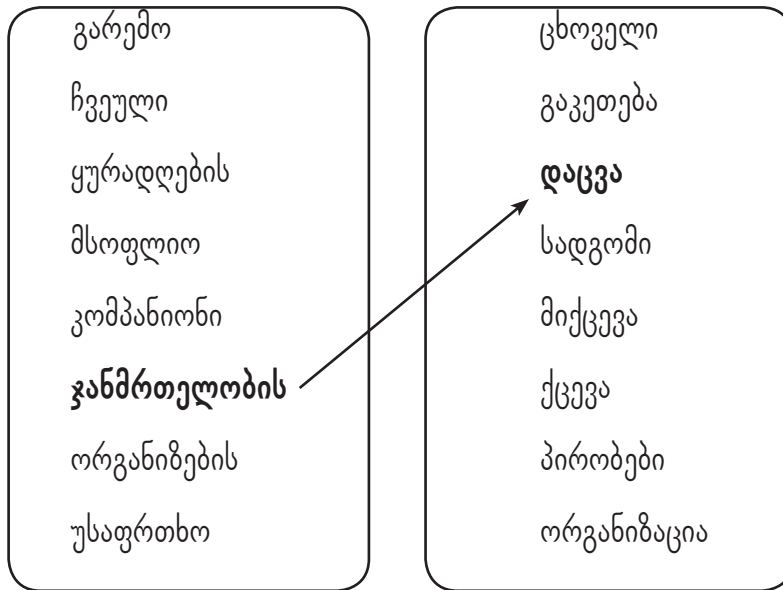 გარემო
ჩვეული
ყურადღების
მსოფლიო
კომპანიონი
ჯანმრთელობის
ორგანიზების
უსაფრთხო
ცხოველი
გაკეთება
დაცვა
სადგომი
მიქცევა
ქცევა
პირობები
ორგანიზაცია